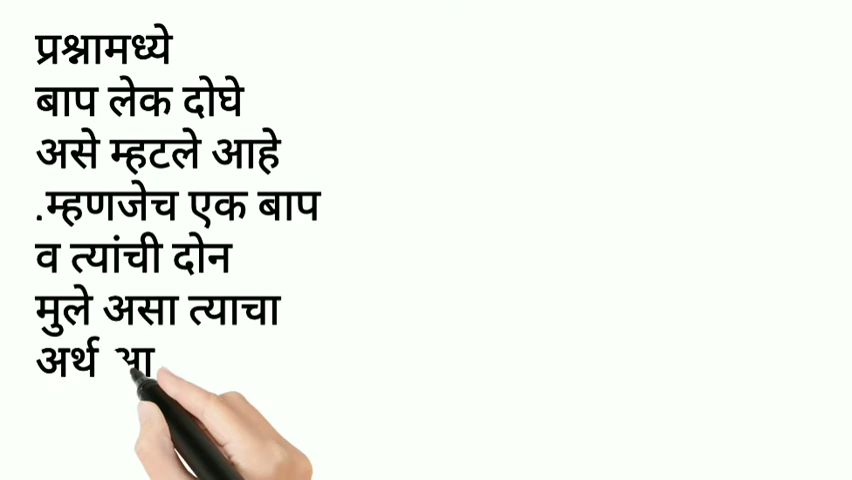 प्रश्नामध्ये
बाप लेक दोघे
असे म्हटले आहे
.म्हणजेच एक बाप
व त्यांची दोन
मुले असा त्याचा
अर्थ आ